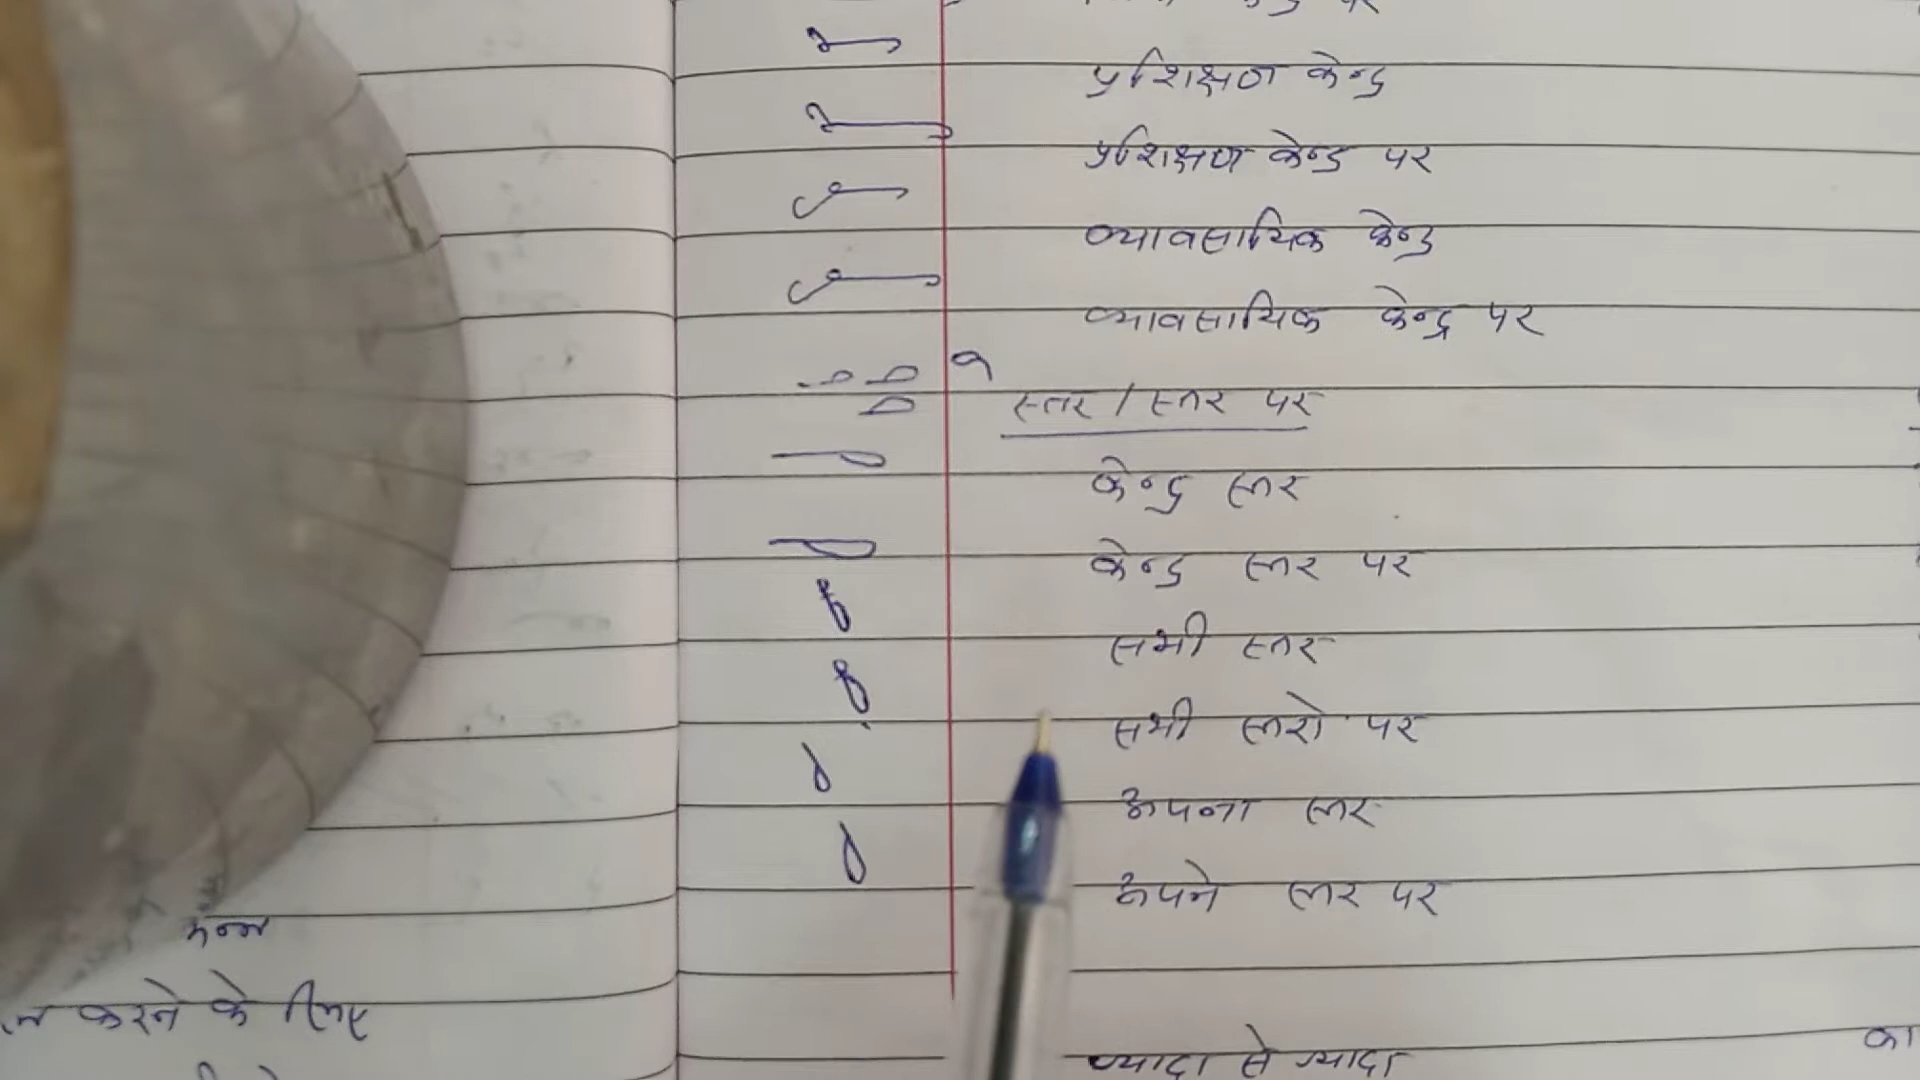 प्रशिक्षण केन्द्र
प्रशिक्षण केन्द्र पर
व्यावसायिक केन्द्र
व्यावसायिक केन्द्र पर
स्तर / स्तर पर
केन्द्र स्तर
केन्द्र स्तर पर
सभी स्तर
सभी स्तरो पर
अपना स्तर
अपने स्तर पर
ज्यादा से ज्यादा
करने के लिए
का